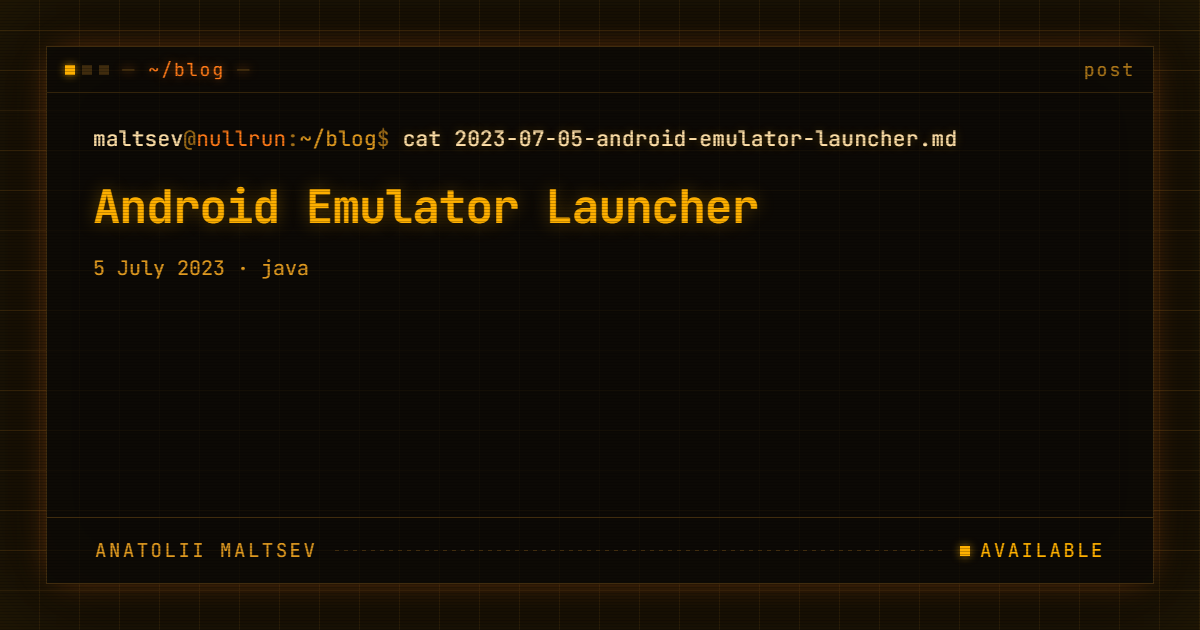 — ~/blog —
post
maltsev@nullrun:~/blog$ cat 2023-07-05-android-emulator-launcher.md
Android Emulator Launcher
5 July 2023 · java
ANATOLII MALTSEV
AVAILABLE